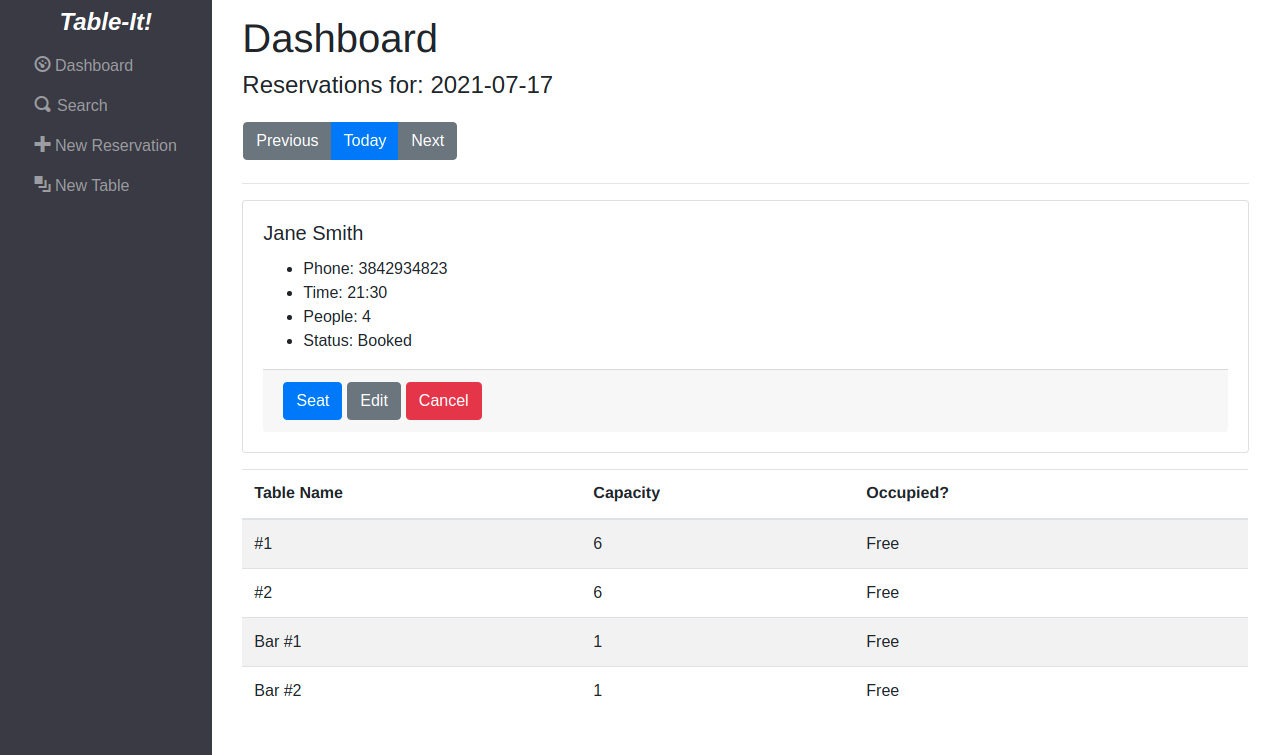 Table-It!
Dashboard
Search
New Reservation
New Table
Dashboard
Reservations for: 2021-07-17
Previous Today Next
Jane Smith
Phone: 3842934823
Time: 21:30
People: 4
Status: Booked
Seat Edit Cancel
Table Name Capacity Occupied?
#1 6 Free
#2 6 Free
Bar #1 1 Free
Bar #2 1 Free